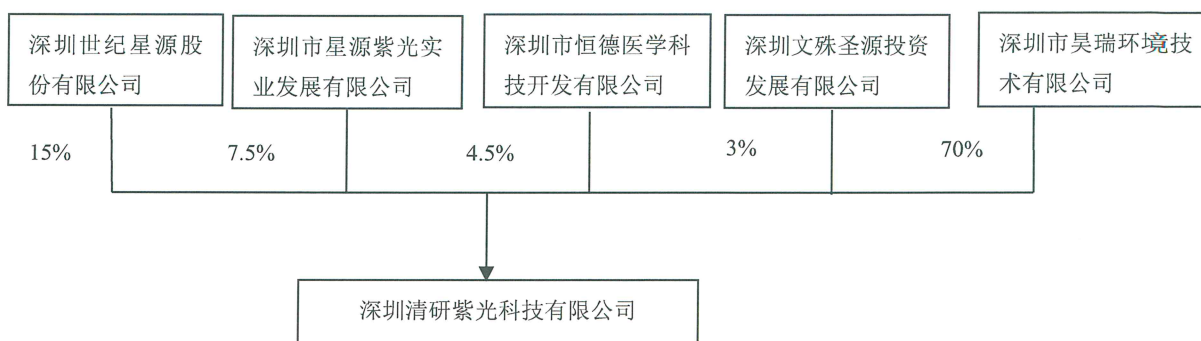 深圳世纪星源股
份有限公司
深圳市星源紫光实
业发展有限公司
深圳市恒德医学科
技开发有限公司
深圳文殊圣源投资
发展有限公司
深圳市昊瑞环境技
术有限公司
15%
7.5%
4.5%
3%
70%
深圳清研紫光科技有限公司